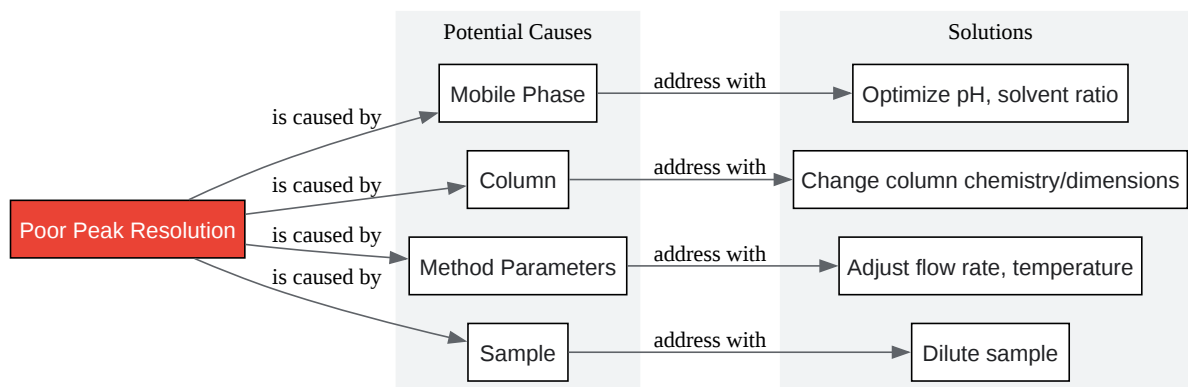 Potential Causes
Solutions
Mobile Phase
address with
Optimize pH, solvent ratio
is caused by
Column
address with
Change column chemistry/dimensions
is caused by
Poor Peak Resolution
is caused by
Method Parameters
address with
Adjust flow rate, temperature
is caused by
Sample
address with
Dilute sample